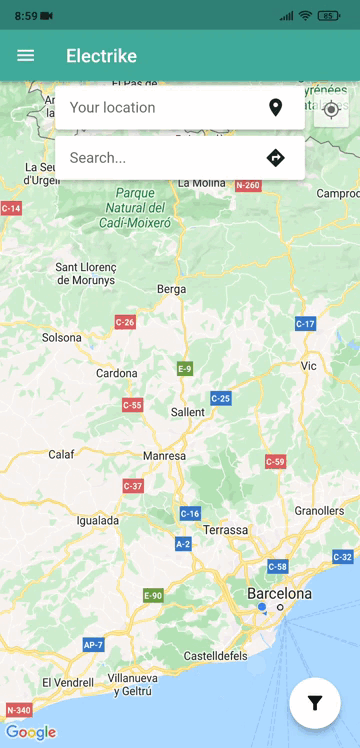 8:59
85
Electrike
El Pas de
Your location
Search...
La Seu
d'Urgell
La Molina
N-260
Camprod
C-14
Parque
Natural del
Cadí-Moixeró
Sant Llorenç
de Morunys
Berga
C-26
C-17
Solsona
E-9
Vic
Cardona
C-25
C-55
Sallent
Calaf
Manresa
C-59
C-37
C-16
Granollers
Igualada
Terrassa
A-2
C-32
C-58
E-90
Barcelona
AP-7
Castelldefels
El Vendrell
Villanueva
y Geltrú
N-340
Google